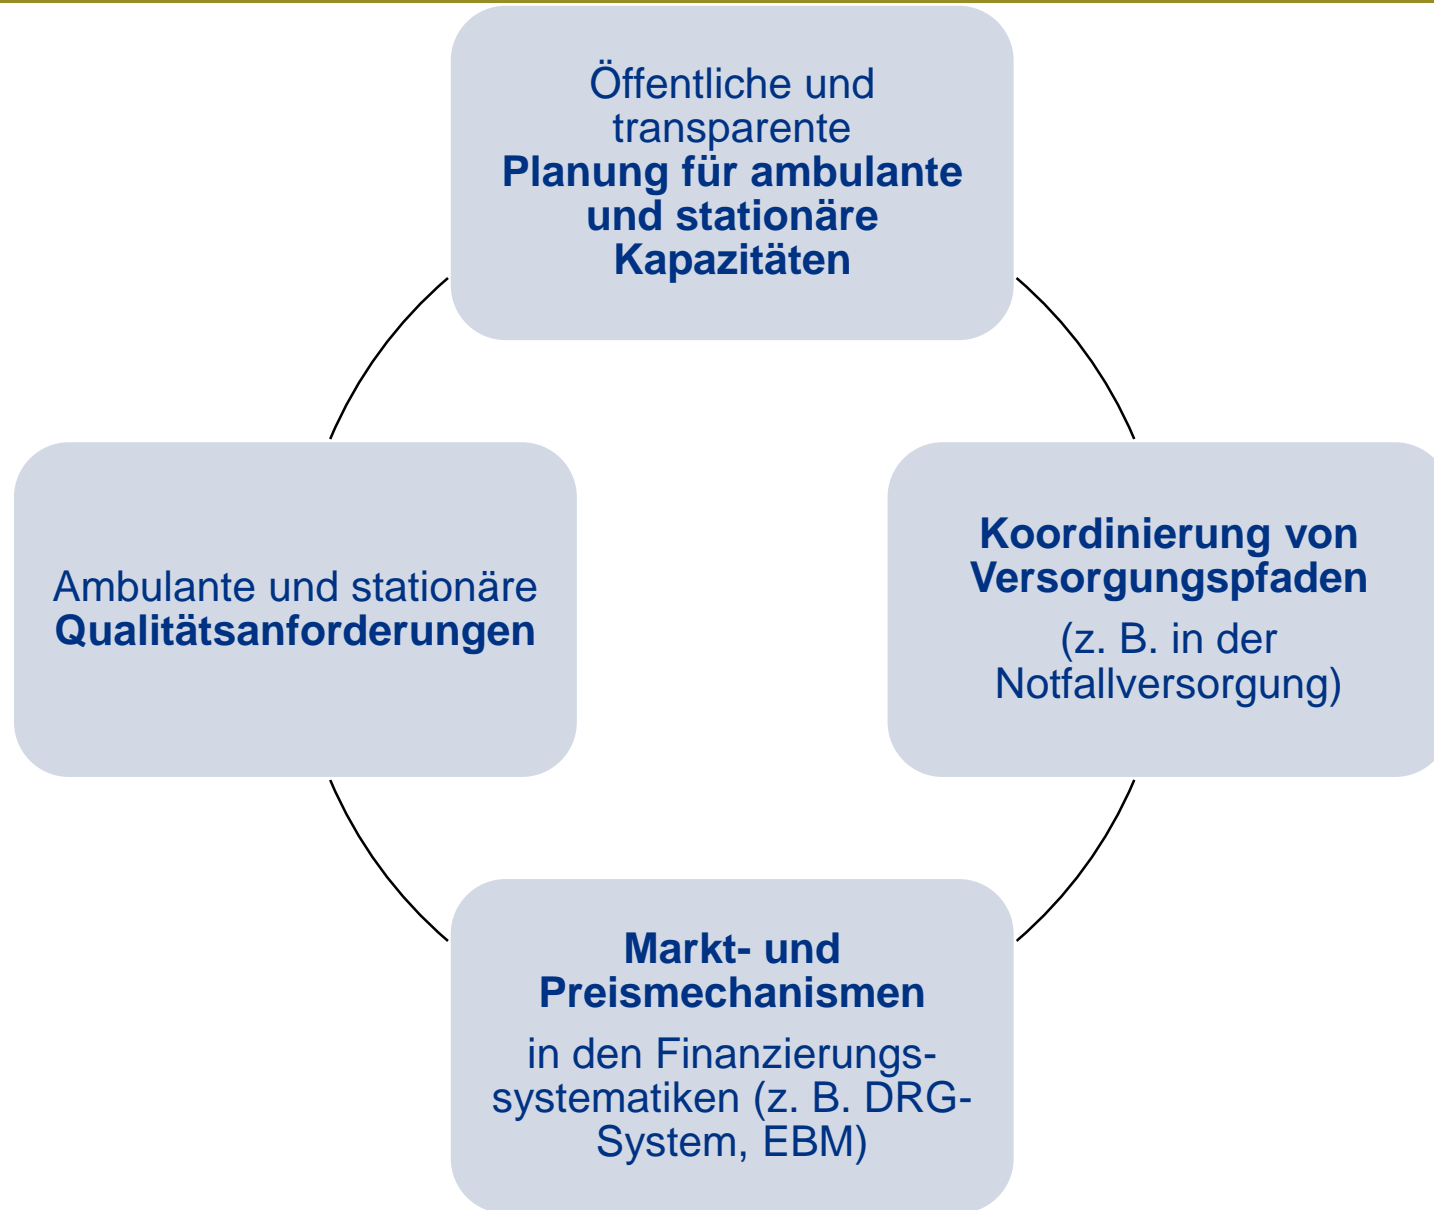 Öffentliche und
transparente
Planung für ambulante
und stationäre
Kapazitäten
Ambulante und stationäre
Qualitätsanforderungen
Koordinierung von
Versorgungspfaden
(z. B. in der
Notfallversorgung)
Markt- und
Preismechanismen
in den Finanzierungs-
systematiken (z. B. DRG-
System, EBM)